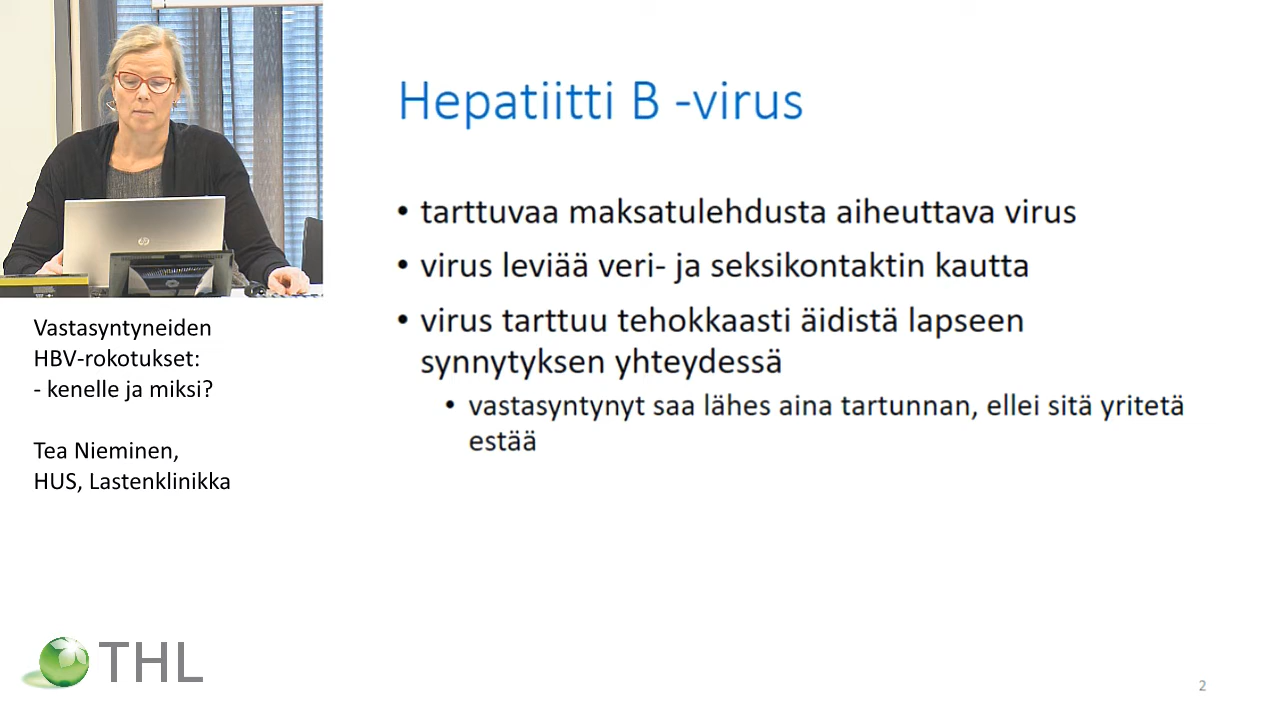 Hepatiitti B -virus
• tarttuvaa maksatulehdusta aiheuttava virus
• virus leviää veri- ja seksikontaktin kautta
• virus tarttuu tehokkaasti äidistä lapseen
synnytyksen yhteydessä
• vastasyntynyt saa lähes aina tartunnan, ellei sitä yritetä
estää
Vastasyntyneiden
HBV-rokotukset:
- kenelle ja miksi?
Tea Nieminen,
HUS, Lastenklinikka
THL
2
hp